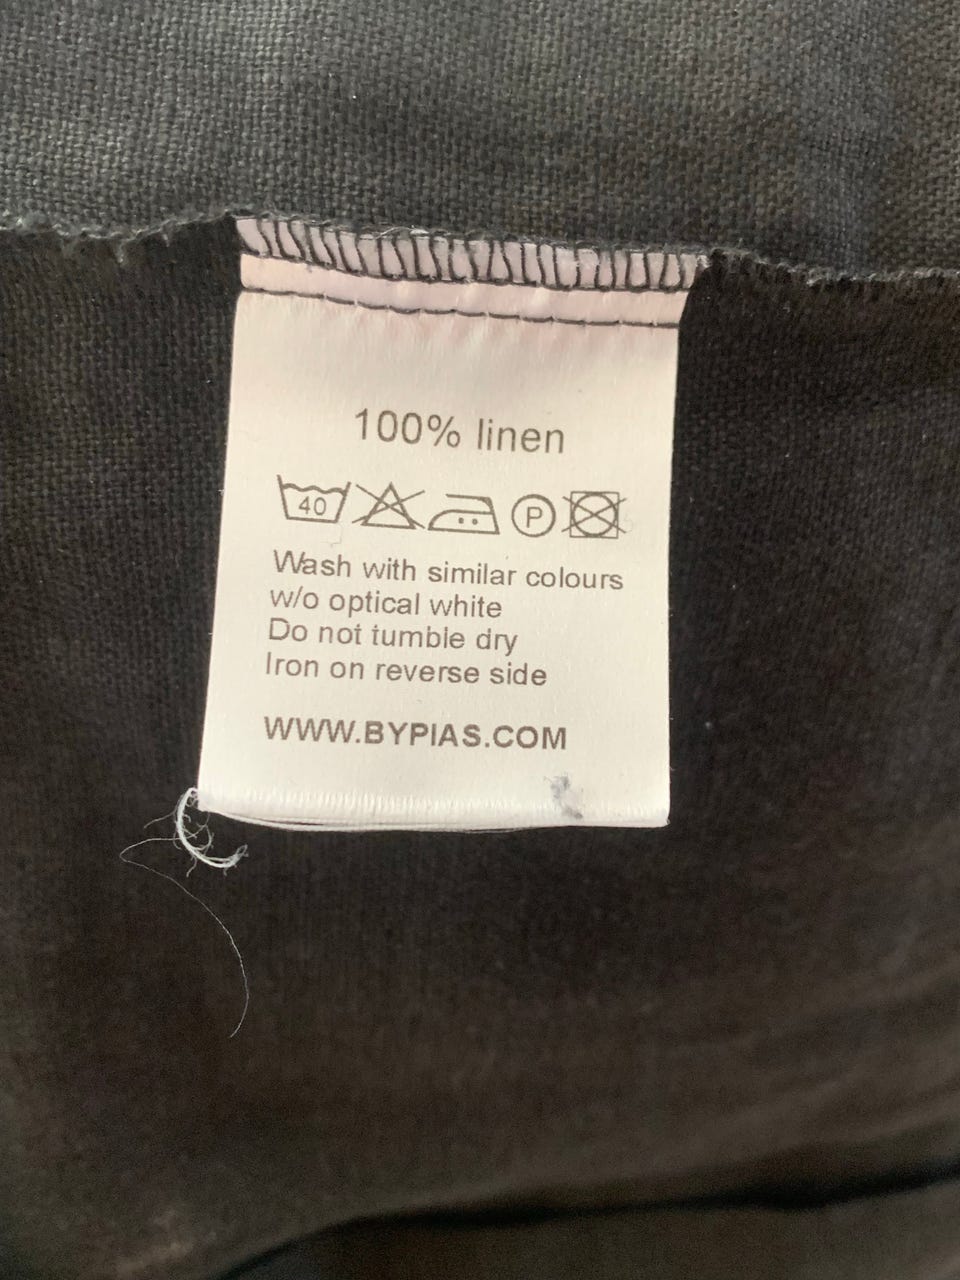 100% linen
40 P
Wash with similar colours
w/o optical white
Do not tumble dry
Iron on reverse side
WWW.BYPIAS.COM